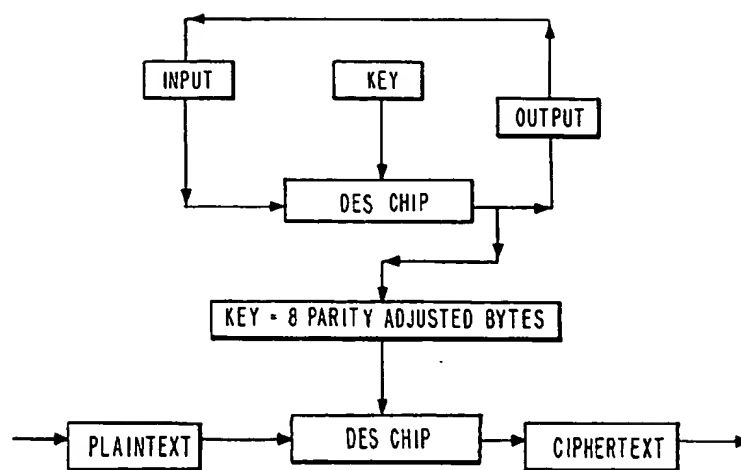 INPUT
KEY
OUTPUT
DES CHIP
KEY = 8 PARITY ADJUSTED BYTES
PLAINTEXT
DES CHIP
CIPHERTEXT